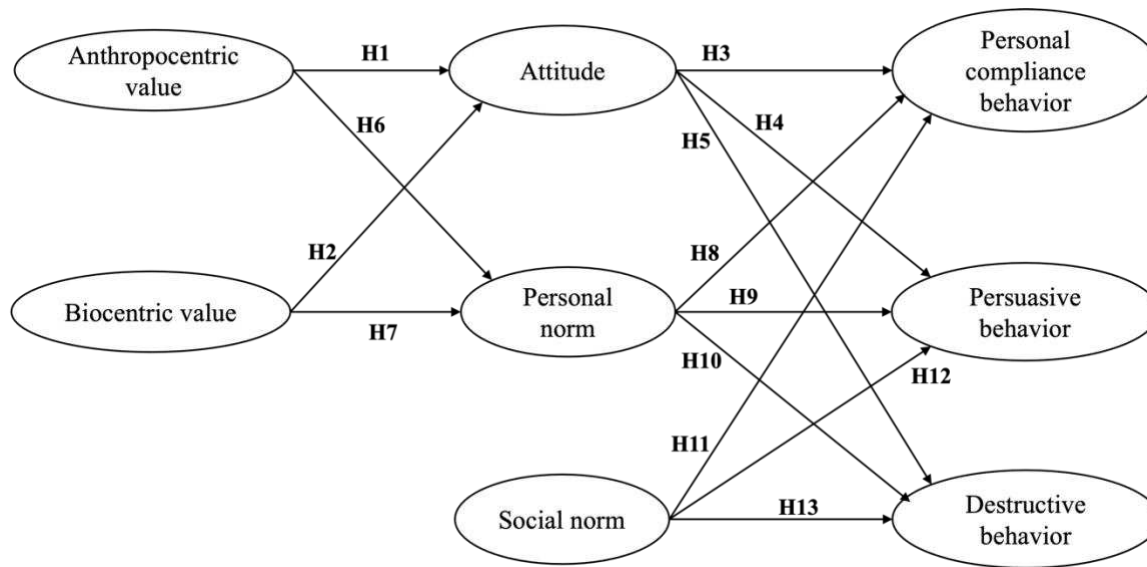 Anthropocentric
value
H1
Attitude
H3
Personal
compliance
behavior
H6
H5
H4
H2
H8
Biocentric value
H7
Personal
norm
H9
Persuasive
behavior
H10
H12
H11
Social norm
H13
Destructive
behavior